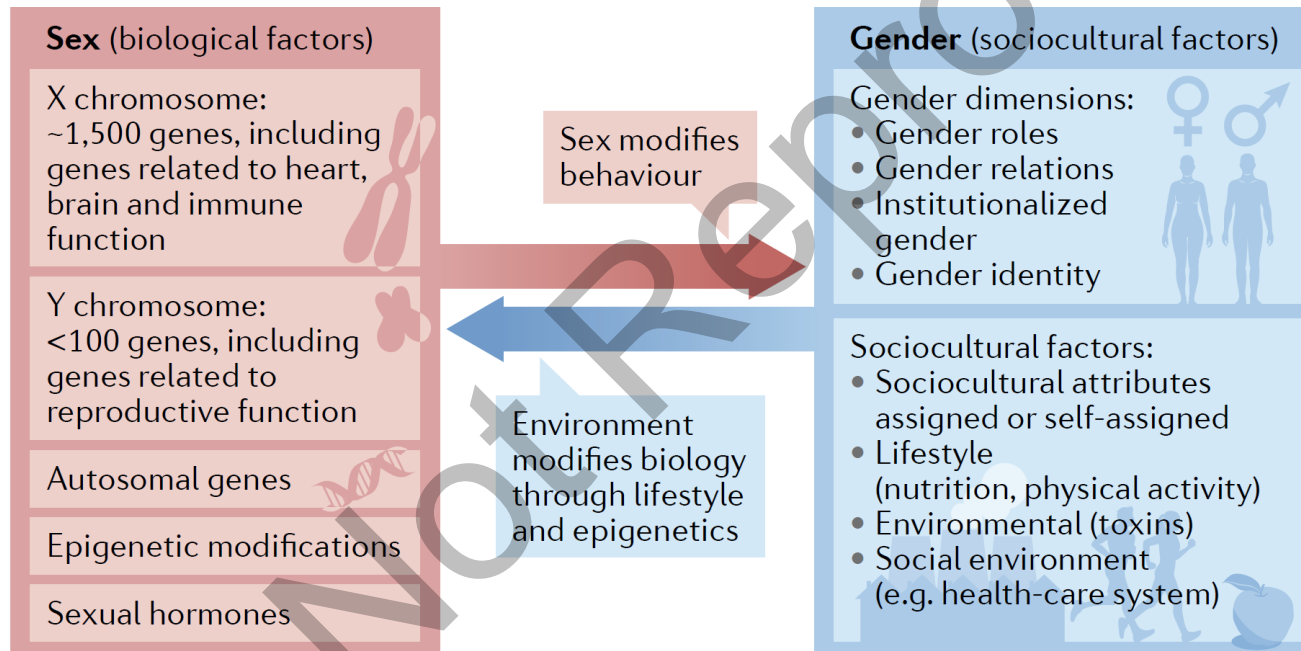 Sex (biological factors)
X chromosome:
~1,500 genes, including
genes related to heart,
brain and immune
function
Y chromosome:
<100 genes, including
genes related to
reproductive function
Autosomal genes
Epigenetic modifications
Sexual hormones
Sex modifies
behaviour
Environment
modifies biology
through lifestyle
and epigenetics
Gender (sociocultural factors)
Gender dimensions:
• Gender roles
• Gender relations
• Institutionalized
gender
• Gender identity
Sociocultural factors:
• Sociocultural attributes
assigned or self-assigned
• Lifestyle
(nutrition, physical activity)
• Environmental (toxins)
• Social environment
(e.g. health-care system)
Not Repro